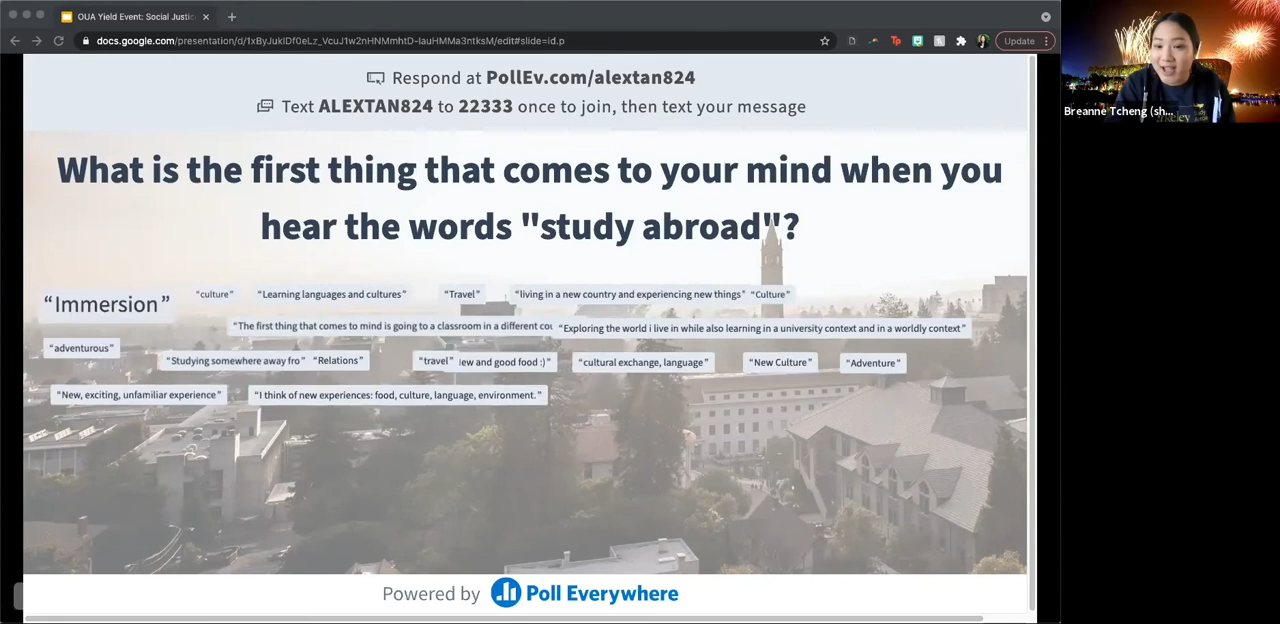 OUA Yield Event: Social Justic
docs.google.com/presentation/d/1xByJukIDf0eLz_VcuJ1w2nHNMmhtD-IauHMMa3ntksM/edit#slide=id.p
Update
Respond at PollEv.com/alextan824
Text ALEXTAN824 to 22333 once to join, then text your message
What is the first thing that comes to your mind when you
hear the words "study abroad"?
“Immersion” “culture” “Learning languages and cultures” “Travel” “living in a new country and experiencing new things” “Culture”
“The first thing that comes to mind is going to a classroom in a different cou “Exploring the world i live in while also learning in a university context and in a worldly context”
“adventurous”
“Studying somewhere away fro” “Relations” “travel” and good food :)” “cultural exchange, language” “New Culture” “Adventure”
“New, exciting, unfamiliar experience” “I think of new experiences: food, culture, language, environment.”
Powered by Poll Everywhere
Breanne Tcheng (sh...